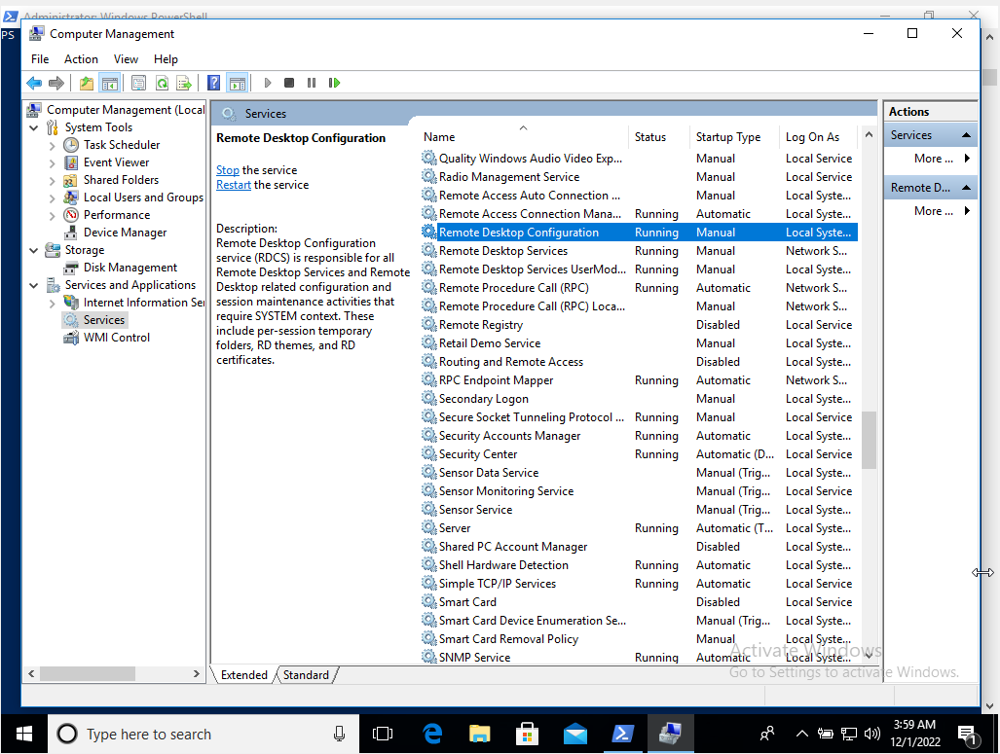 Administrator: Windows PowerShell
PS
Computer Management
File Action View Help
Computer Management (Local
System Tools
Task Scheduler
Event Viewer
Shared Folders
Local Users and Groups
Performance
Device Manager
Storage
Disk Management
Services and Applications
Internet Information Ser
Services
WMI Control
Services
Remote Desktop Configuration
Stop the service
Restart the service
Description:
Remote Desktop Configuration
service (RDCS) is responsible for all
Remote Desktop Services and Remote
Desktop related configuration and
session maintenance activities that
require SYSTEM context. These
include per-session temporary
folders, RD themes, and RD
certificates.
Name Status Startup Type Log On As
Quality Windows Audio Video Exp... Manual Local Service
Radio Management Service Manual Local Service
Remote Access Auto Connection ... Manual Local Syste...
Remote Access Connection Mana... Running Automatic Local Syste...
Remote Desktop Configuration Running Manual Local Syste...
Remote Desktop Services Running Manual Network S...
Remote Desktop Services UserMod... Running Manual Local Syste...
Remote Procedure Call (RPC) Running Automatic Network S...
Remote Procedure Call (RPC) Loca... Manual Network S...
Remote Registry Disabled Local Service
Retail Demo Service Manual Local Syste...
Routing and Remote Access Disabled Local Syste...
RPC Endpoint Mapper Running Automatic Network S...
Secondary Logon Manual Local Syste...
Secure Socket Tunneling Protocol ... Running Manual Local Service
Security Accounts Manager Running Automatic Local Syste...
Security Center Running Automatic (D... Local Service
Sensor Data Service Manual (Trig... Local Syste...
Sensor Monitoring Service Manual (Trig... Local Service
Sensor Service Manual (Trig... Local Syste...
Server Running Automatic (T... Local Syste...
Shared PC Account Manager Disabled Local Syste...
Shell Hardware Detection Running Automatic Local Syste...
Simple TCP/IP Services Running Automatic Local Service
Smart Card Disabled Local Service
Smart Card Device Enumeration Se... Manual (Trig... Local Syste...
Smart Card Removal Policy Manual Local Syste...
SNMP Service Running Automatic Local Syste...
Extended Standard
Actions
Services
More ...
Remote D...
More ...
Activate Windows
Go to Settings to activate Windows.
Type here to search
3:59 AM
12/1/2022
1